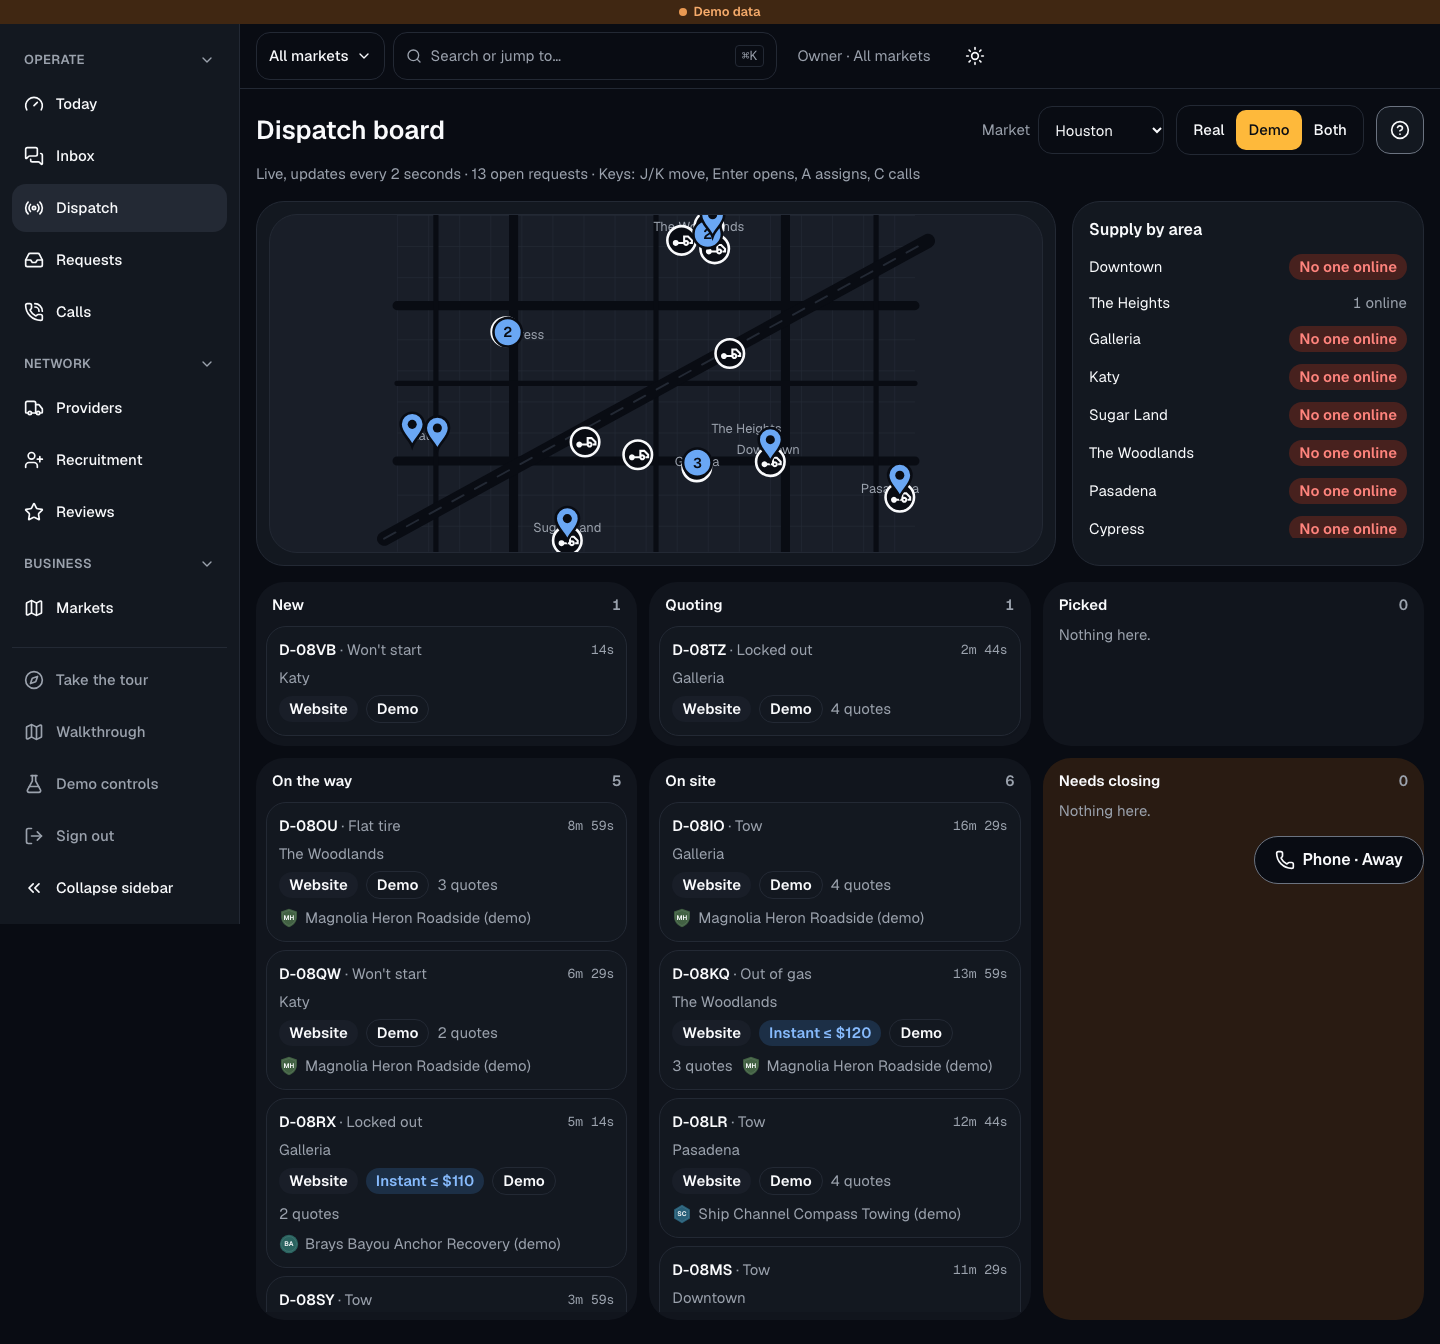 Demo data
OPERATE
Today
Inbox
Dispatch
Requests
Calls
NETWORK
Providers
Recruitment
Reviews
BUSINESS
Markets
Take the tour
Walkthrough
Demo controls
Sign out
Collapse sidebar
All markets
Search or jump to...
⌘K
Owner · All markets
Dispatch board
Market
Houston
Real
Demo
Both
Live, updates every 2 seconds · 13 open requests · Keys: J/K move, Enter opens, A assigns, C calls
2
2
The Heights
3
Supply by area
Downtown No one online
The Heights 1 online
Galleria No one online
Katy No one online
Sugar Land No one online
The Woodlands No one online
Pasadena No one online
Cypress No one online
New 1
D-08VB · Won't start 14s
Katy
Website Demo
Quoting 1
D-08TZ · Locked out 2m 44s
Galleria
Website Demo 4 quotes
Picked 0
Nothing here.
On the way 5
D-08OU · Flat tire 8m 59s
The Woodlands
Website Demo 3 quotes
MH Magnolia Heron Roadside (demo)
D-08QW · Won't start 6m 29s
Katy
Website Demo 2 quotes
MH Magnolia Heron Roadside (demo)
D-08RX · Locked out 5m 14s
Galleria
Website Instant ≤ $110 Demo
2 quotes
BA Brays Bayou Anchor Recovery (demo)
D-08SY · Tow 3m 59s
On site 6
D-08IO · Tow 16m 29s
Galleria
Website Demo 4 quotes
MH Magnolia Heron Roadside (demo)
D-08KQ · Out of gas 13m 59s
The Woodlands
Website Instant ≤ $120 Demo
3 quotes MH Magnolia Heron Roadside (demo)
D-08LR · Tow 12m 44s
Pasadena
Website Demo 4 quotes
SC Ship Channel Compass Towing (demo)
D-08MS · Tow 11m 29s
Downtown
Needs closing 0
Nothing here.
Phone · Away